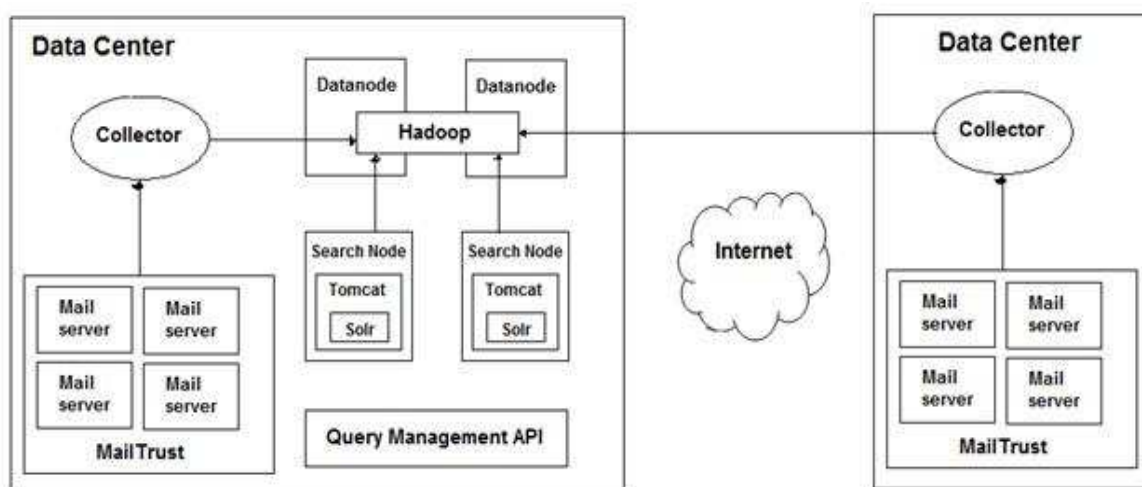 Data Center
Collector
Datanode
Datanode
Hadoop
Search Node
Tomcat
Solr
Search Node
Tomcat
Solr
Mail
server
Mail
server
Mail
server
Mail
server
MailTrust
Query Management API
Internet
Data Center
Collector
Mail
server
Mail
server
Mail
server
Mail
server
MailTrust